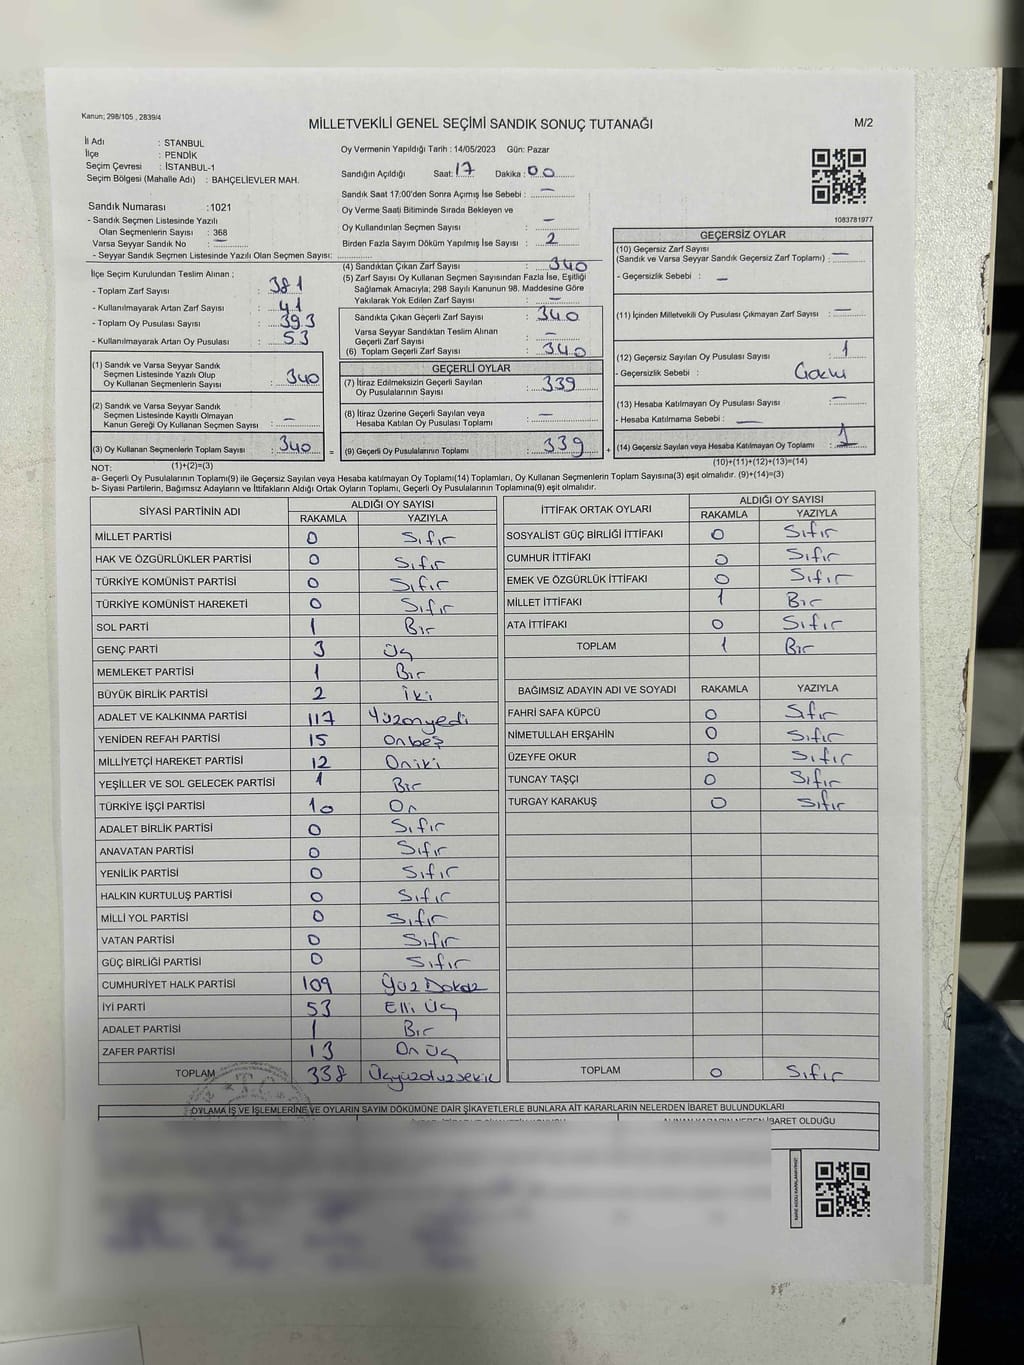 Kanun; 298/105 , 2839/4
MİLLETVEKİLİ GENEL SEÇİMİ SANDIK SONUÇ TUTANAĞI M/2
İl Adı : STANBUL
İlçe : PENDİK
Seçim Çevresi : İSTANBUL-1
Seçim Bölgesi (Mahalle Adı) : BAHÇELİEVLER MAH.
Sandık Numarası :1021
- Sandık Seçmen Listesinde Yazılı
Olan Seçmenlerin Sayısı : 368
Varsa Seyyar Sandık No : —
- Seyyar Sandık Seçmen Listesinde Yazılı Olan Seçmen Sayısı:
Oy Vermenin Yapıldığı Tarih : 14/05/2023 Gün: Pazar
Sandığın Açıldığı Saat: 17 Dakika : 00
Sandık Saat 17:00'den Sonra Açımış İse Sebebi : —
Oy Verme Saati Bitiminde Sırada Bekleyen ve
Oy Kullandırılan Seçmen Sayısı : —
Birden Fazla Sayım Döküm Yapılmış İse Sayısı : 2
1083781977
İlçe Seçim Kurulundan Teslim Alınan ;
- Toplam Zarf Sayısı : 381
- Kullanılmayarak Artan Zarf Sayısı : 41
- Toplam Oy Pusulası Sayısı : 393
- Kullanılmayarak Artan Oy Pusulası : 53
(1) Sandık ve Varsa Seyyar Sandık
Seçmen Listesinde Yazılı Olup
Oy Kullanan Seçmenlerin Sayısı : 340
(2) Sandık ve Varsa Seyyar Sandık
Seçmen Listesinde Kayıtlı Olmayan
Kanun Gereği Oy Kullanan Seçmen Sayısı : —
(3) Oy Kullanan Seçmenlerin Toplam Sayısı : 340 =
(4) Sandıktan Çıkan Zarf Sayısı : 340
(5) Zarf Sayısı Oy Kullanan Seçmen Sayısından Fazla İse, Eşitliği
Sağlamak Amacıyla; 298 Sayılı Kanunun 98. Maddesine Göre
Yakılarak Yok Edilen Zarf Sayısı : —
Sandıkta Çıkan Geçerli Zarf Sayısı : 340
Varsa Seyyar Sandıktan Teslim Alınan
Geçerli Zarf Sayısı : —
(6) Toplam Geçerli Zarf Sayısı : 340
GEÇERLİ OYLAR
(7) İtiraz Edilmeksizin Geçerli Sayılan
Oy Pusulalarının Sayısı : 339
(8) İtiraz Üzerine Geçerli Sayılan veya
Hesaba Katılan Oy Pusulası Toplamı : —
(9) Geçerli Oy Pusulalarının Toplamı : 339 +
GEÇERSİZ OYLAR
(10) Geçersiz Zarf Sayısı
(Sandık ve Varsa Seyyar Sandık Geçersiz Zarf Toplamı) : —
- Geçersizlik Sebebi : —
(11) İçinden Milletvekili Oy Pusulası Çıkmayan Zarf Sayısı : —
(12) Geçersiz Sayılan Oy Pusulası Sayısı : 1
- Geçersizlik Sebebi :
(13) Hesaba Katılmayan Oy Pusulası Sayısı : —
- Hesaba Katılmama Sebebi : —
(14) Geçersiz Sayılan veya Hesaba Katılmayan Oy Toplamı : 1
NOT: (1)+(2)=(3) (10)+(11)+(12)+(13)=(14)
a- Geçerli Oy Pusulalarının Toplamı(9) ile Geçersiz Sayılan veya Hesaba katılmayan Oy Toplamı(14) Toplamları, Oy Kullanan Seçmenlerin Toplam Sayısına(3) eşit olmalıdır. (9)+(14)=(3)
b- Siyasi Partilerin, Bağımsız Adayların ve İttifakların Aldığı Ortak Oyların Toplamı, Geçerli Oy Pusulalarının Toplamına(9) eşit olmalıdır.
SİYASİ PARTİNİN ADI ALDIĞI OY SAYISI
RAKAMLA YAZIYLA
MİLLET PARTİSİ 0 Sıfır
HAK VE ÖZGÜRLÜKLER PARTİSİ 0 Sıfır
TÜRKİYE KOMÜNİST PARTİSİ 0 Sıfır
TÜRKİYE KOMÜNİST HAREKETİ 0 Sıfır
SOL PARTİ 1 Bir
GENÇ PARTİ 3 Üç
MEMLEKET PARTİSİ 1 Bir
BÜYÜK BİRLİK PARTİSİ 2 İki
ADALET VE KALKINMA PARTİSİ 117 Yüzonyedi
YENİDEN REFAH PARTİSİ 15 Onbeş
MİLLİYETÇİ HAREKET PARTİSİ 12 Oniki
YEŞİLLER VE SOL GELECEK PARTİSİ 1 Bir
TÜRKİYE İŞÇİ PARTİSİ 10 On
ADALET BİRLİK PARTİSİ 0 Sıfır
ANAVATAN PARTİSİ 0 Sıfır
YENİLİK PARTİSİ 0 Sıfır
HALKIN KURTULUŞ PARTİSİ 0 Sıfır
MİLLİ YOL PARTİSİ 0 Sıfır
VATAN PARTİSİ 0 Sıfır
GÜÇ BİRLİĞİ PARTİSİ 0 Sıfır
CUMHURİYET HALK PARTİSİ 109 Yüz Dokuz
İYİ PARTİ 53 Elli Üç
ADALET PARTİSİ 1 Bir
ZAFER PARTİSİ 13 On Üç
TOPLAM 338 Üçyüzotuzsekiz
İTTİFAK ORTAK OYLARI ALDIĞI OY SAYISI
RAKAMLA YAZIYLA
SOSYALİST GÜÇ BİRLİĞİ İTTİFAKI 0 Sıfır
CUMHUR İTTİFAKI 0 Sıfır
EMEK VE ÖZGÜRLÜK İTTİFAKI 0 Sıfır
MİLLET İTTİFAKI 1 Bir
ATA İTTİFAKI 0 Sıfır
TOPLAM 1 Bir
BAĞIMSIZ ADAYIN ADI VE SOYADI RAKAMLA YAZIYLA
FAHRİ SAFA KÜPCÜ 0 Sıfır
NİMETULLAH ERŞAHİN 0 Sıfır
ÜZEYFE OKUR 0 Sıfır
TUNCAY TAŞÇI 0 Sıfır
TURGAY KARAKUŞ 0 Sıfır
TOPLAM 0 Sıfır
OYLAMA İŞ VE İŞLEMLERİNE VE OYLARIN SAYIM DÖKÜMÜNE DAİR ŞİKAYETLERLE BUNLARA AİT KARARLARIN NELERDEN İBARET BULUNDUKLARI
İBARET OLDUĞU